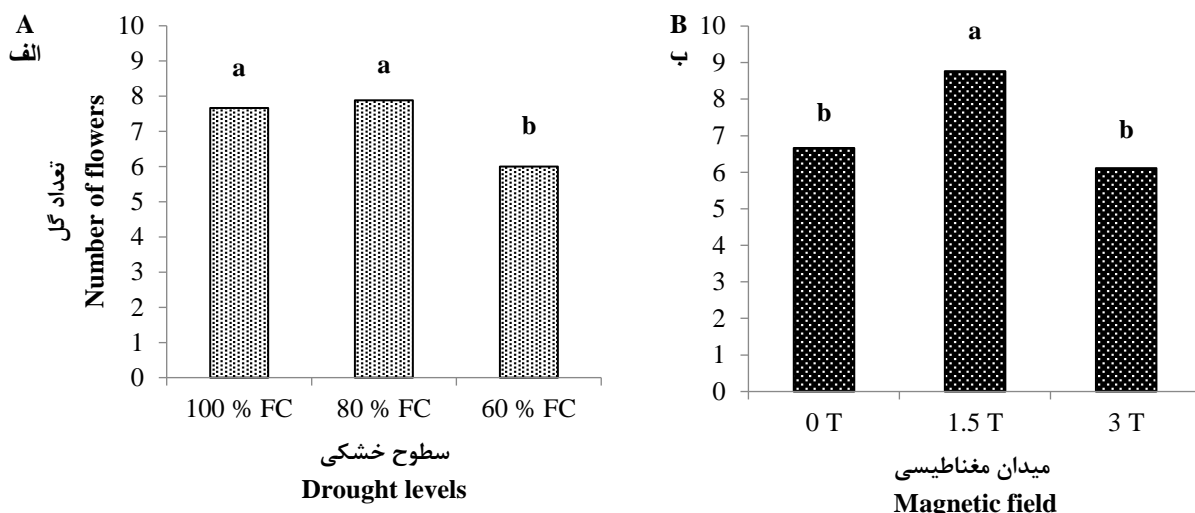 A
الف
تعداد گل
Number of flowers
10
9
8
7
6
5
4
3
2
1
0
a
a
b
100 % FC
80 % FC
60 % FC
سطوح خشکی
Drought levels
B
ب
10
9
8
7
6
5
4
3
2
1
0
b
a
b
0 T
1.5 T
3 T
میدان مغناطیسی
Magnetic field